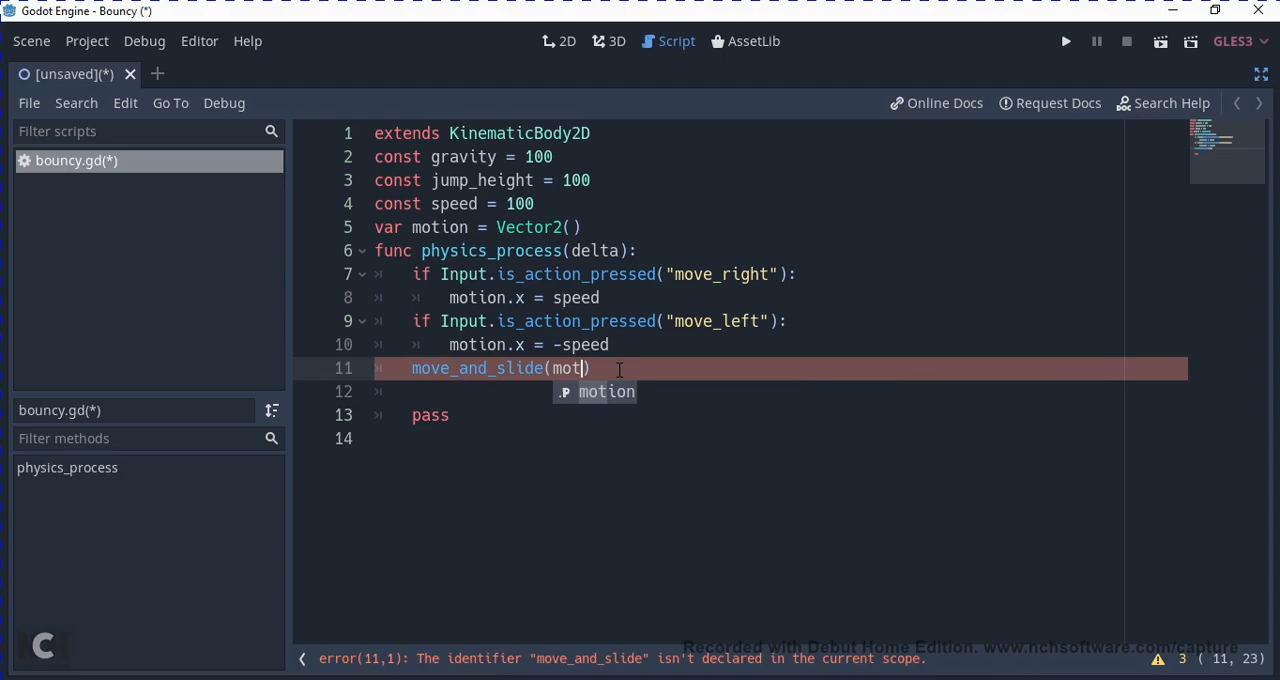 Godot Engine - Bouncy (*)
Scene Project Debug Editor Help 2D 3D Script AssetLib GLES3
[unsaved](*)
File Search Edit Go To Debug Online Docs Request Docs Search Help
Filter scripts
bouncy.gd(*)
bouncy.gd(*)
Filter methods
physics_process
1 extends KinematicBody2D
2 const gravity = 100
3 const jump_height = 100
4 const speed = 100
5 var motion = Vector2()
6 func physics_process(delta):
7 if Input.is_action_pressed("move_right"):
8 motion.x = speed
9 if Input.is_action_pressed("move_left"):
10 motion.x = -speed
11 move_and_slide(mot)
12 motion
13 pass
14
Recorded with Debut Home Edition. www.nchsoftware.com/capture
error(11,1): The identifier "move_and_slide" isn't declared in the current scope. 3 ( 11, 23)